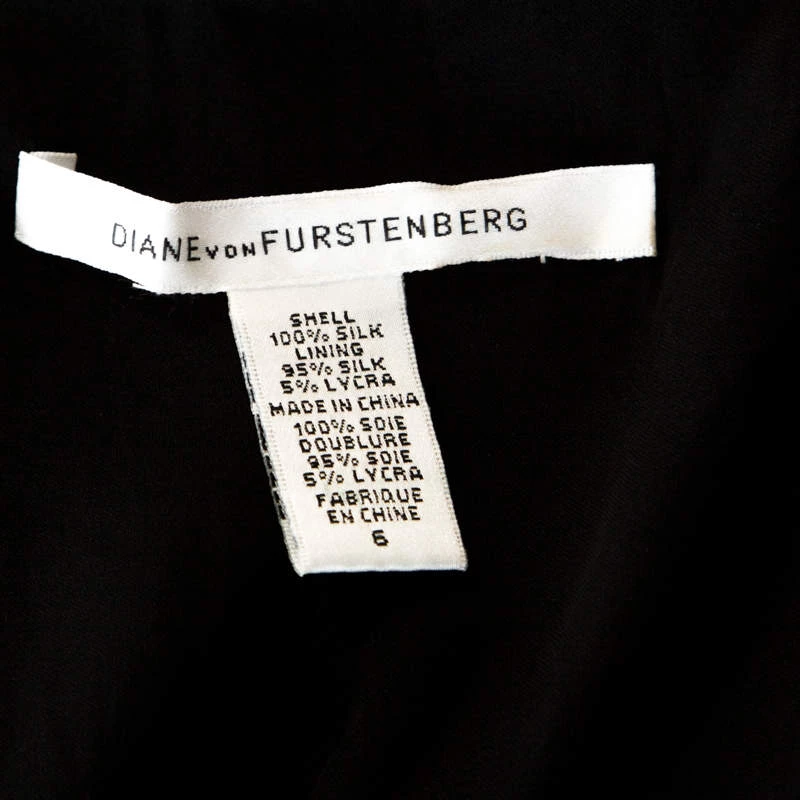 DIANE VON FURSTENBERG
SHELL
100% SILK
LINING
95% SILK
5% LYCRA
MADE IN CHINA
100% SOIE
DOUBLURE
95% SOIE
5% LYCRA
FABRIQUE
EN CHINE
6